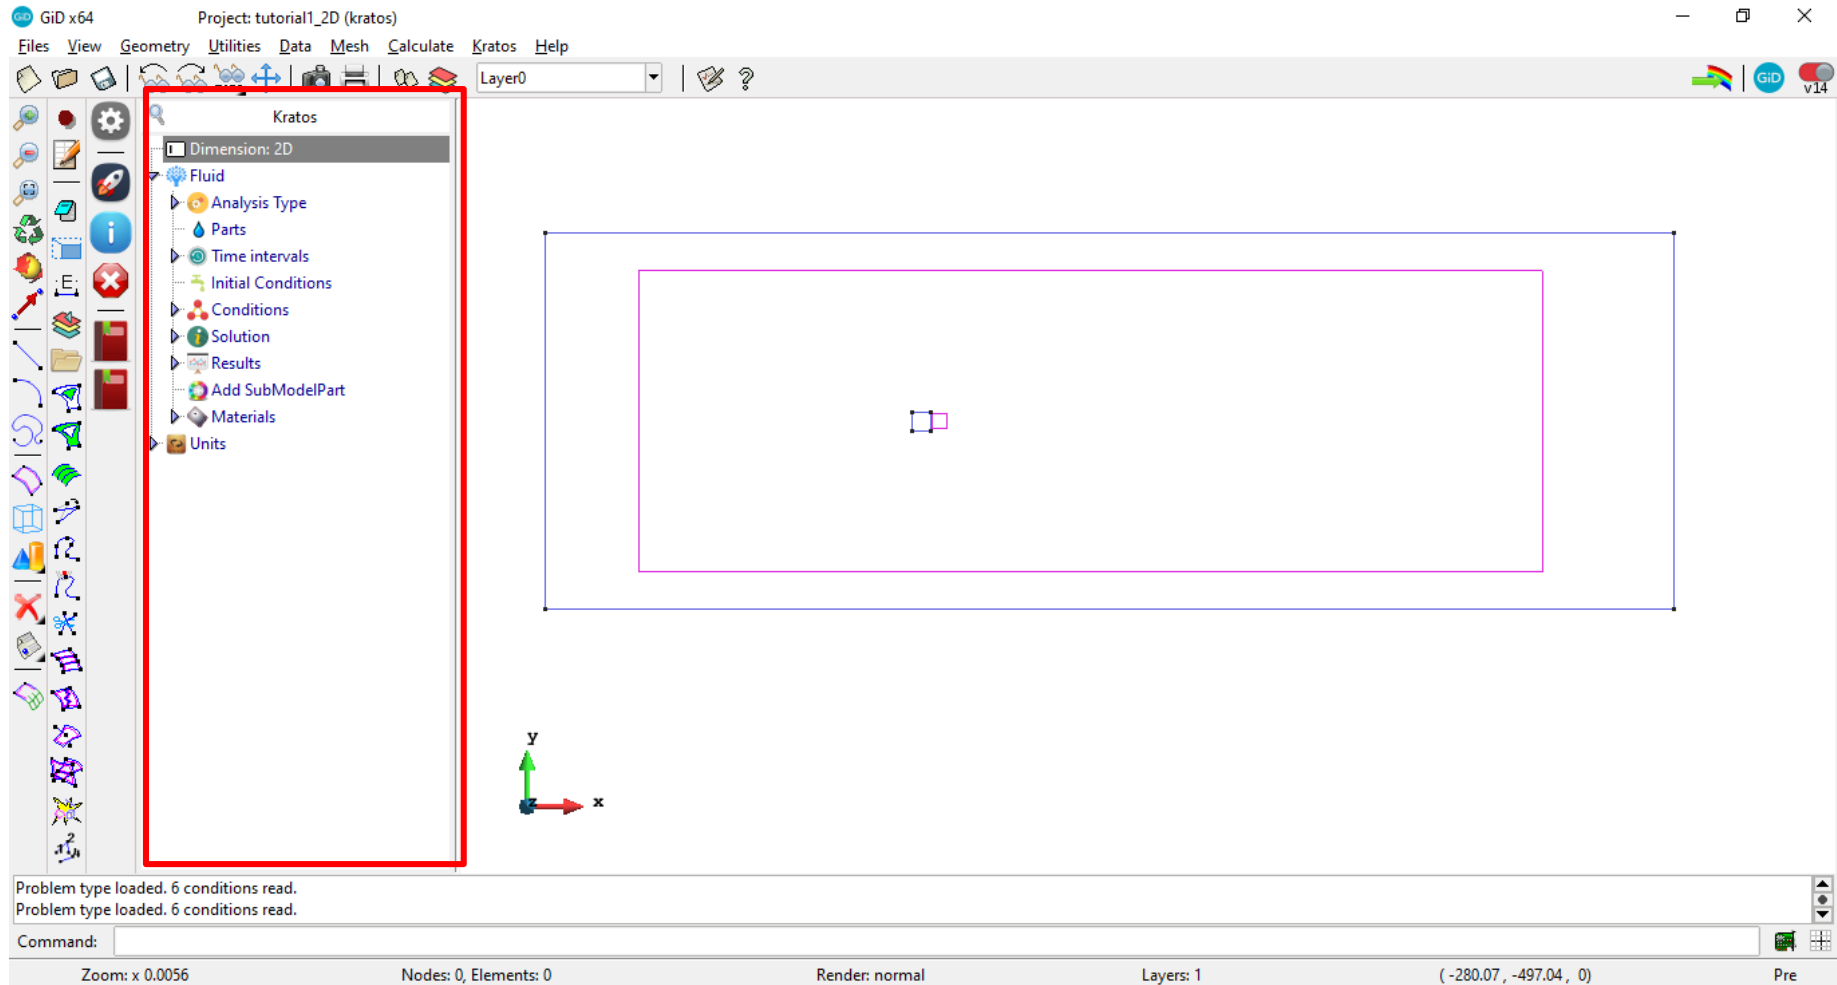 GiD GiD x64 Project: tutorial1_2D (kratos)
Files View Geometry Utilities Data Mesh Calculate Kratos Help
Layer0 ? GiD v14
Kratos
Dimension: 2D
Fluid
Analysis Type
Parts
Time intervals
Initial Conditions
Conditions
Solution
Results
Add SubModelPart
Materials
Units
y
z x
Problem type loaded. 6 conditions read.
Problem type loaded. 6 conditions read.
Command:
Zoom: x 0.0056 Nodes: 0, Elements: 0 Render: normal Layers: 1 ( -280.07, -497.04, 0) Pre